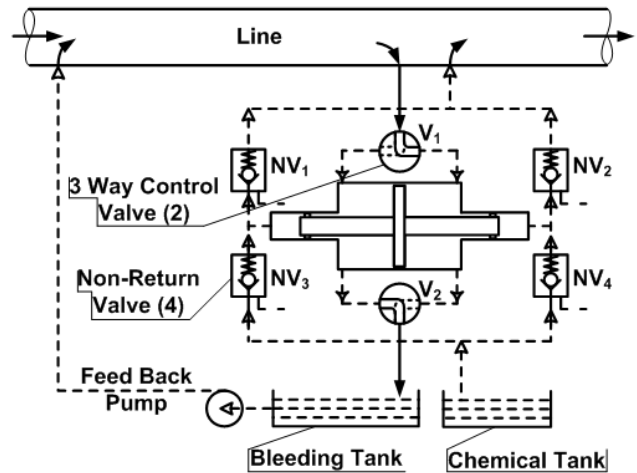 Line
V1
NV1
NV2
3 Way Control
Valve (2)
Non-Return
Valve (4)
NV3
NV4
V2
Feed Back
Pump
Bleeding Tank
Chemical Tank